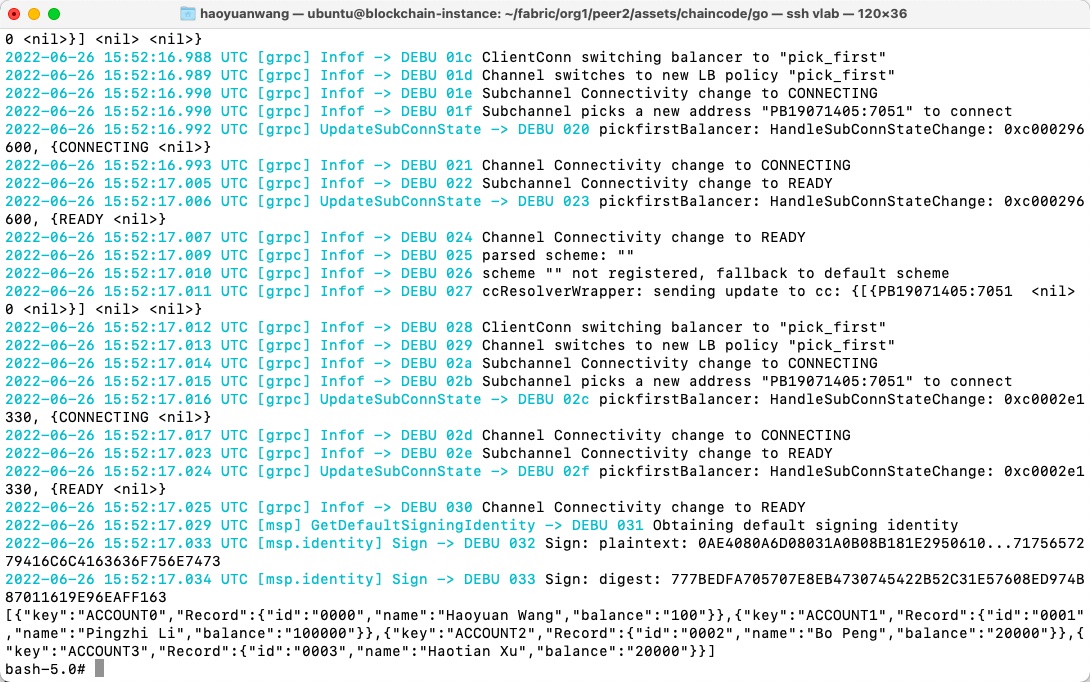 haoyuanwang — ubuntu@blockchain-instance: ~/fabric/org1/peer2/assets/chaincode/go — ssh vlab — 120×36
0 <nil>}] <nil> <nil>}
2022-06-26 15:52:16.988 UTC [grpc] Infof -> DEBU 01c ClientConn switching balancer to "pick_first"
2022-06-26 15:52:16.989 UTC [grpc] Infof -> DEBU 01d Channel switches to new LB policy "pick_first"
2022-06-26 15:52:16.990 UTC [grpc] Infof -> DEBU 01e Subchannel Connectivity change to CONNECTING
2022-06-26 15:52:16.990 UTC [grpc] Infof -> DEBU 01f Subchannel picks a new address "PB19071405:7051" to connect
2022-06-26 15:52:16.992 UTC [grpc] UpdateSubConnState -> DEBU 020 pickfirstBalancer: HandleSubConnStateChange: 0xc000296
600, {CONNECTING <nil>}
2022-06-26 15:52:16.993 UTC [grpc] Infof -> DEBU 021 Channel Connectivity change to CONNECTING
2022-06-26 15:52:17.005 UTC [grpc] Infof -> DEBU 022 Subchannel Connectivity change to READY
2022-06-26 15:52:17.006 UTC [grpc] UpdateSubConnState -> DEBU 023 pickfirstBalancer: HandleSubConnStateChange: 0xc000296
600, {READY <nil>}
2022-06-26 15:52:17.007 UTC [grpc] Infof -> DEBU 024 Channel Connectivity change to READY
2022-06-26 15:52:17.009 UTC [grpc] Infof -> DEBU 025 parsed scheme: ""
2022-06-26 15:52:17.010 UTC [grpc] Infof -> DEBU 026 scheme "" not registered, fallback to default scheme
2022-06-26 15:52:17.011 UTC [grpc] Infof -> DEBU 027 ccResolverWrapper: sending update to cc: {[{PB19071405:7051  <nil>
0 <nil>}] <nil> <nil>}
2022-06-26 15:52:17.012 UTC [grpc] Infof -> DEBU 028 ClientConn switching balancer to "pick_first"
2022-06-26 15:52:17.013 UTC [grpc] Infof -> DEBU 029 Channel switches to new LB policy "pick_first"
2022-06-26 15:52:17.014 UTC [grpc] Infof -> DEBU 02a Subchannel Connectivity change to CONNECTING
2022-06-26 15:52:17.015 UTC [grpc] Infof -> DEBU 02b Subchannel picks a new address "PB19071405:7051" to connect
2022-06-26 15:52:17.016 UTC [grpc] UpdateSubConnState -> DEBU 02c pickfirstBalancer: HandleSubConnStateChange: 0xc0002e1
330, {CONNECTING <nil>}
2022-06-26 15:52:17.017 UTC [grpc] Infof -> DEBU 02d Channel Connectivity change to CONNECTING
2022-06-26 15:52:17.023 UTC [grpc] Infof -> DEBU 02e Subchannel Connectivity change to READY
2022-06-26 15:52:17.024 UTC [grpc] UpdateSubConnState -> DEBU 02f pickfirstBalancer: HandleSubConnStateChange: 0xc0002e1
330, {READY <nil>}
2022-06-26 15:52:17.025 UTC [grpc] Infof -> DEBU 030 Channel Connectivity change to READY
2022-06-26 15:52:17.029 UTC [msp] GetDefaultSigningIdentity -> DEBU 031 Obtaining default signing identity
2022-06-26 15:52:17.033 UTC [msp.identity] Sign -> DEBU 032 Sign: plaintext: 0AE4080A6D08031A0B08B181E2950610...71756572
79416C6C4163636F756E7473
2022-06-26 15:52:17.034 UTC [msp.identity] Sign -> DEBU 033 Sign: digest: 777BEDFA705707E8EB4730745422B52C31E57608ED974B
87011619E96EAFF163
[{"key":"ACCOUNT0","Record":{"id":"0000","name":"Haoyuan Wang","balance":"100"}},{"key":"ACCOUNT1","Record":{"id":"0001"
,"name":"Pingzhi Li","balance":"100000"}},{"key":"ACCOUNT2","Record":{"id":"0002","name":"Bo Peng","balance":"20000"}},{
"key":"ACCOUNT3","Record":{"id":"0003","name":"Haotian Xu","balance":"20000"}}]
bash-5.0#